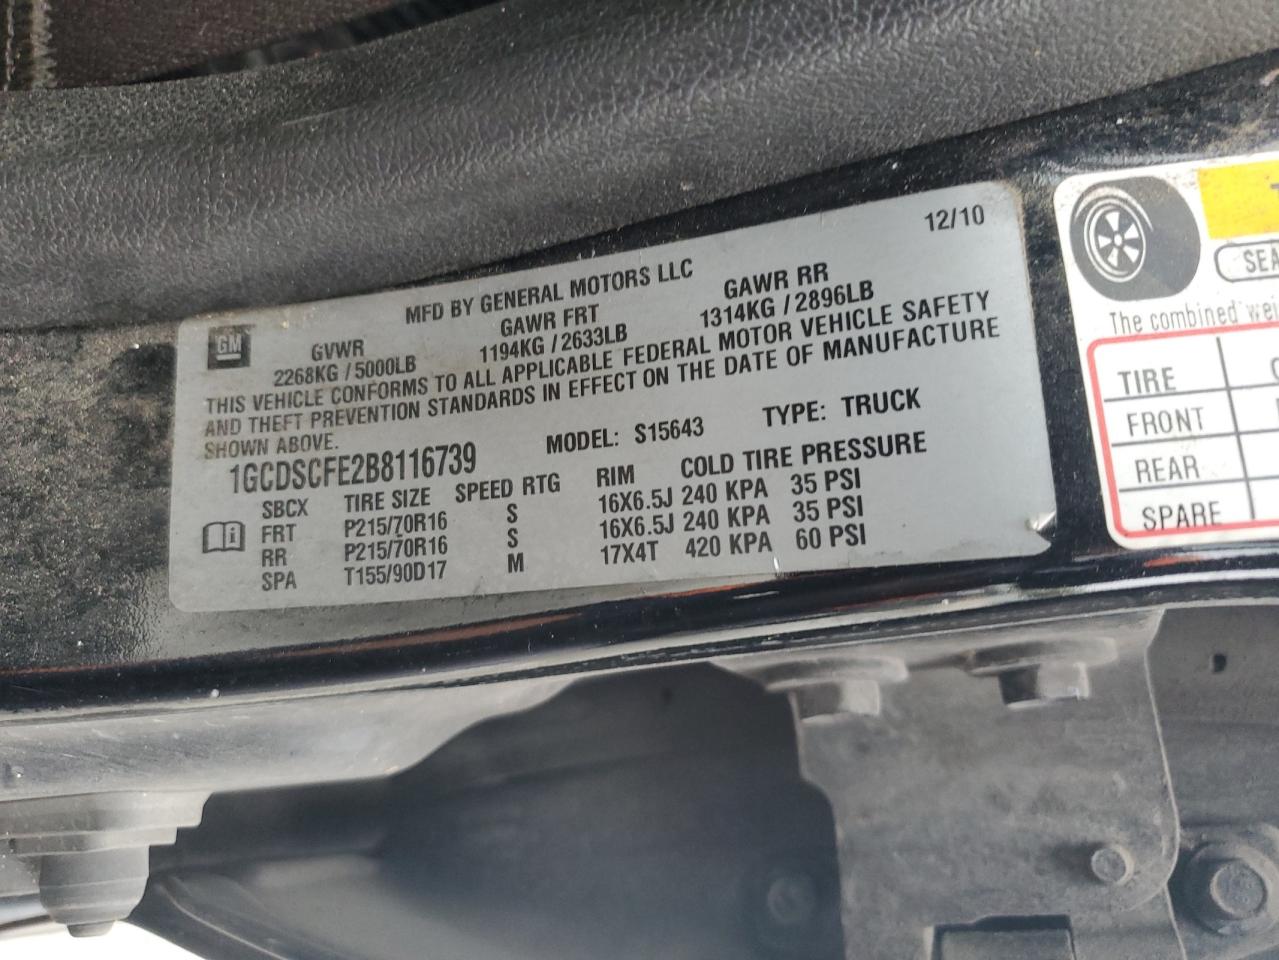 12/10
MFD BY GENERAL MOTORS LLC
GM
GVWR GAWR FRT GAWR RR
2268KG / 5000LB 1194KG / 2633LB 1314KG / 2896LB
THIS VEHICLE CONFORMS TO ALL APPLICABLE FEDERAL MOTOR VEHICLE SAFETY
AND THEFT PREVENTION STANDARDS IN EFFECT ON THE DATE OF MANUFACTURE
SHOWN ABOVE.
1GCDSCFE2B8116739 MODEL: S15643 TYPE: TRUCK
SBCX TIRE SIZE SPEED RTG RIM COLD TIRE PRESSURE
FRT P215/70R16 S 16X6.5J 240 KPA 35 PSI
RR P215/70R16 S 16X6.5J 240 KPA 35 PSI
SPA T155/90D17 M 17X4T 420 KPA 60 PSI
The combined
TIRE
FRONT
REAR
SPARE